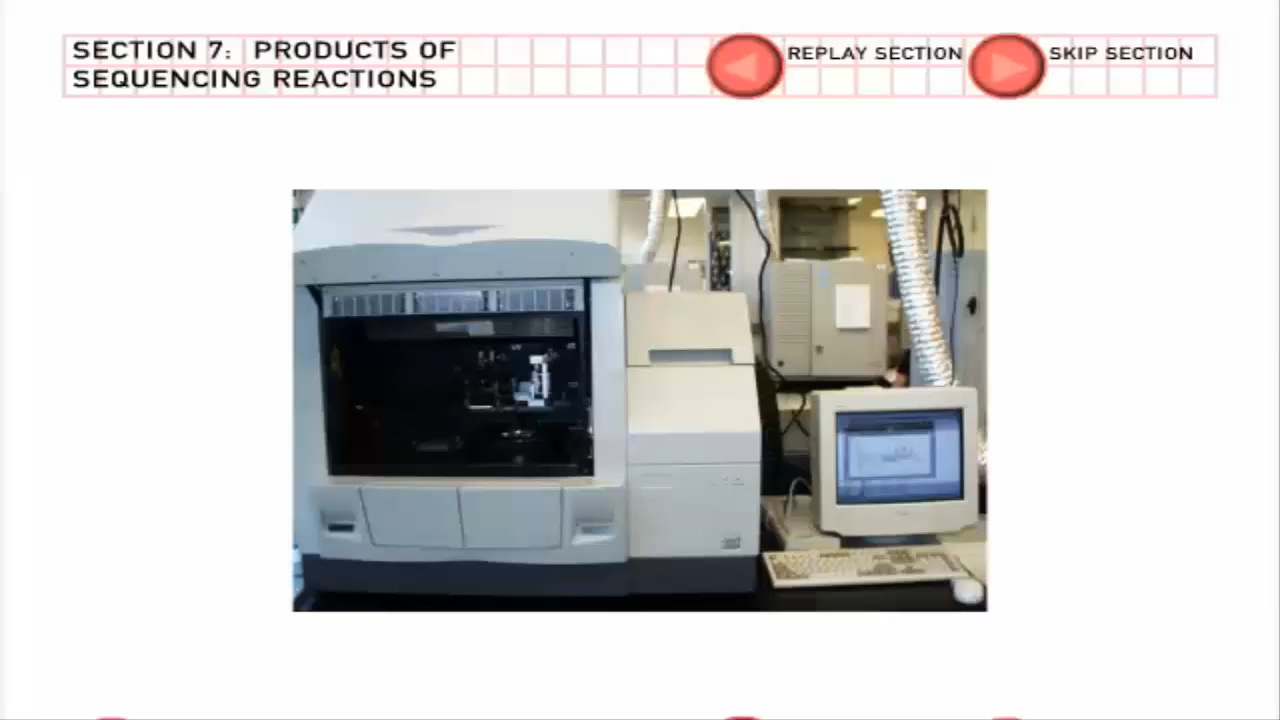 SECTION 7: PRODUCTS OF
SEQUENCING REACTIONS
REPLAY SECTION
SKIP SECTION